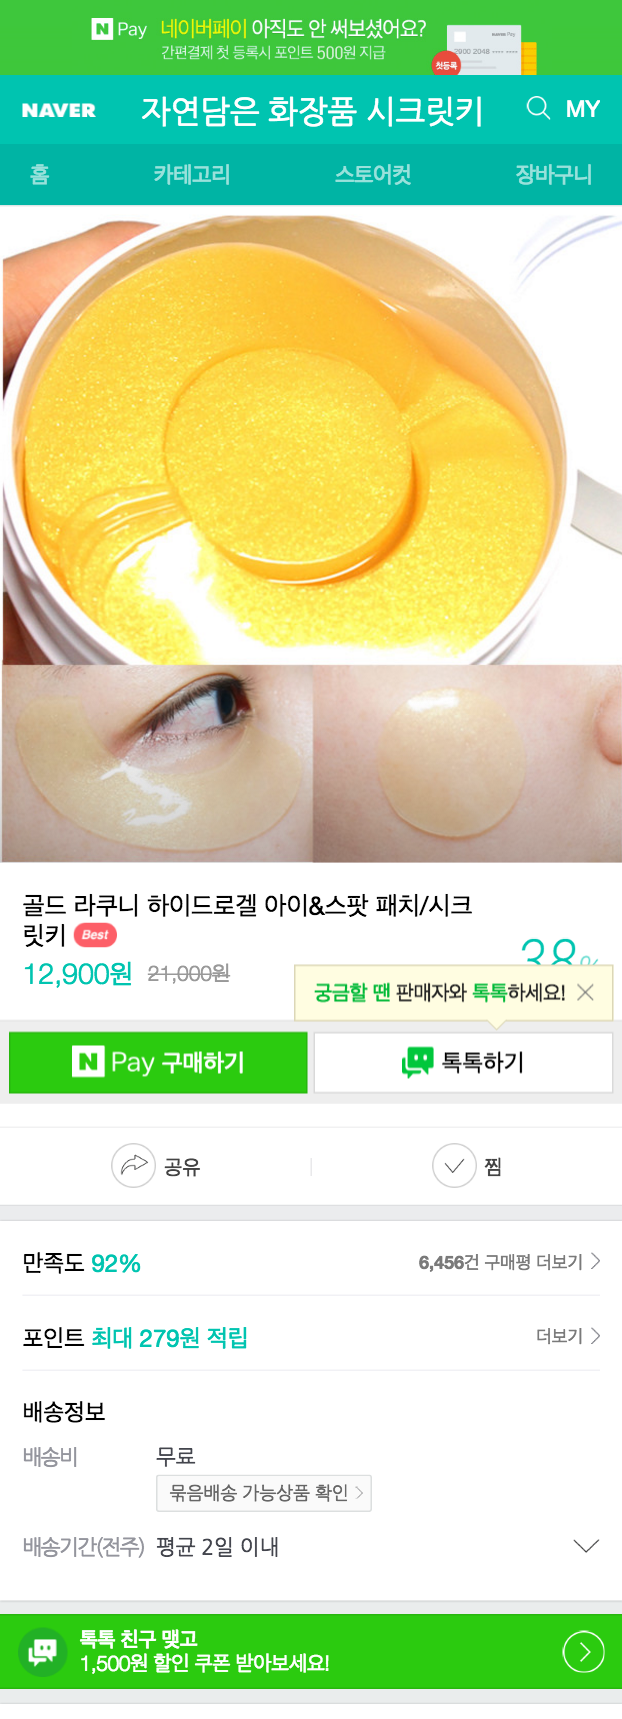 N Pay 네이버페이 아직도 안 써보셨어요?
간편결제 첫 등록시 포인트 500원 지급
NAVER Pay
2900 2048
첫등록
NAVER 자연담은 화장품 시크릿키 MY
홈 카테고리 스토어컷 장바구니
골드 라쿠니 하이드로겔 아이&스팟 패치/시크
릿키 Best
12,900원 21,000원 38%
궁금할 땐 판매자와 톡톡하세요!
N Pay 구매하기 톡톡하기
공유 찜
만족도 92% 6,456건 구매평 더보기
포인트 최대 279원 적립 더보기
배송정보
배송비 무료
묶음배송 가능상품 확인
배송기간(전주) 평균 2일 이내
톡톡 친구 맺고
1,500원 할인 쿠폰 받아보세요!